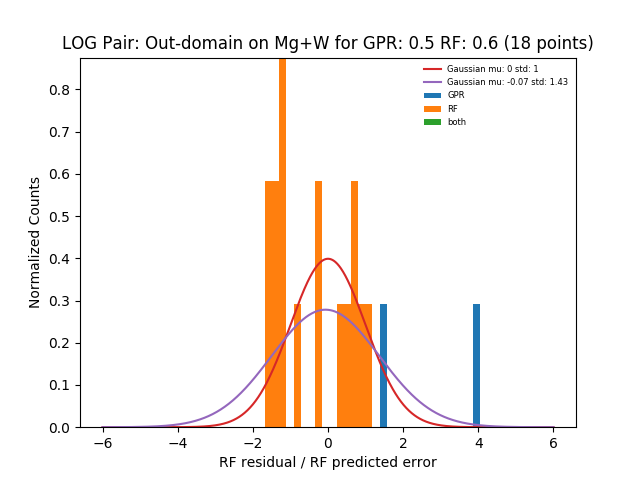 LOG Pair: Out-domain on Mg+W for GPR: 0.5 RF: 0.6 (18 points)
Gaussian mu: 0 std: 1
Gaussian mu: -0.07 std: 1.43
GPR
RF
both
Normalized Counts
0.8
0.7
0.6
0.5
0.4
0.3
0.2
0.1
0.0
−6 −4 −2 0 2 4 6
RF residual / RF predicted error